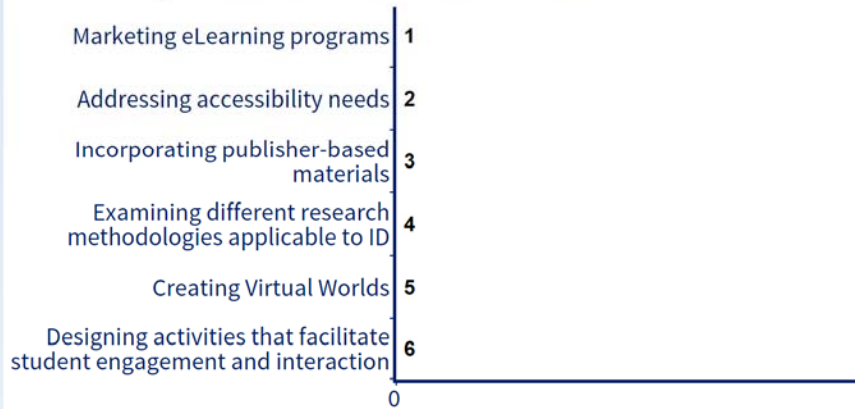 Marketing eLearning programs 1
Addressing accessibility needs 2
Incorporating publisher-based
materials 3
Examining different research
methodologies applicable to ID 4
Creating Virtual Worlds 5
Designing activities that facilitate
student engagement and interaction 6
0